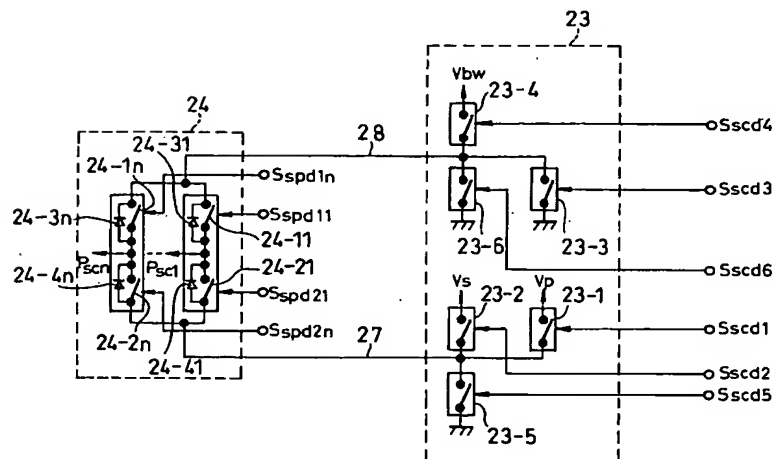 23
Vbw
23-4
24
24-31
28
Sscd4
24-1n
Sspd1n
24-3n
Sspd11
Sscd3
24-11
23-6
23-3
24-4n
Pscn
Psc1
24-21
Vs
23-2
Vp
23-1
Sscd6
Sspd21
Sscd1
24-2n
24-41
Sspd2n
27
Sscd2
Sscd5
23-5